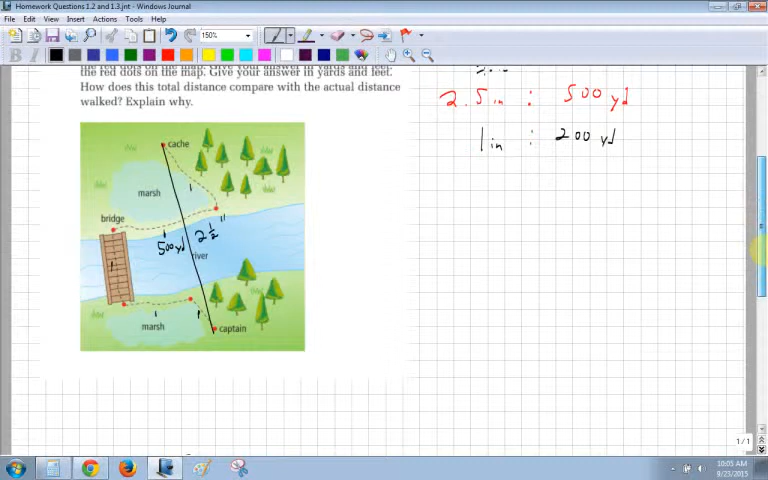 Homework Questions 1.2 and 1.3.jnt - Windows Journal
File Edit View Insert Actions Tools Help
150%
B I
the red dots on the map. Give your answer in yards and feet.
How does this total distance compare with the actual distance
walked? Explain why.
2.5 in : 500 yd
1 in : 200 yd
cache
marsh
bridge
500 yd
2 1/2 "
river
marsh
captain
1 / 1
10:03 AM
9/23/2015